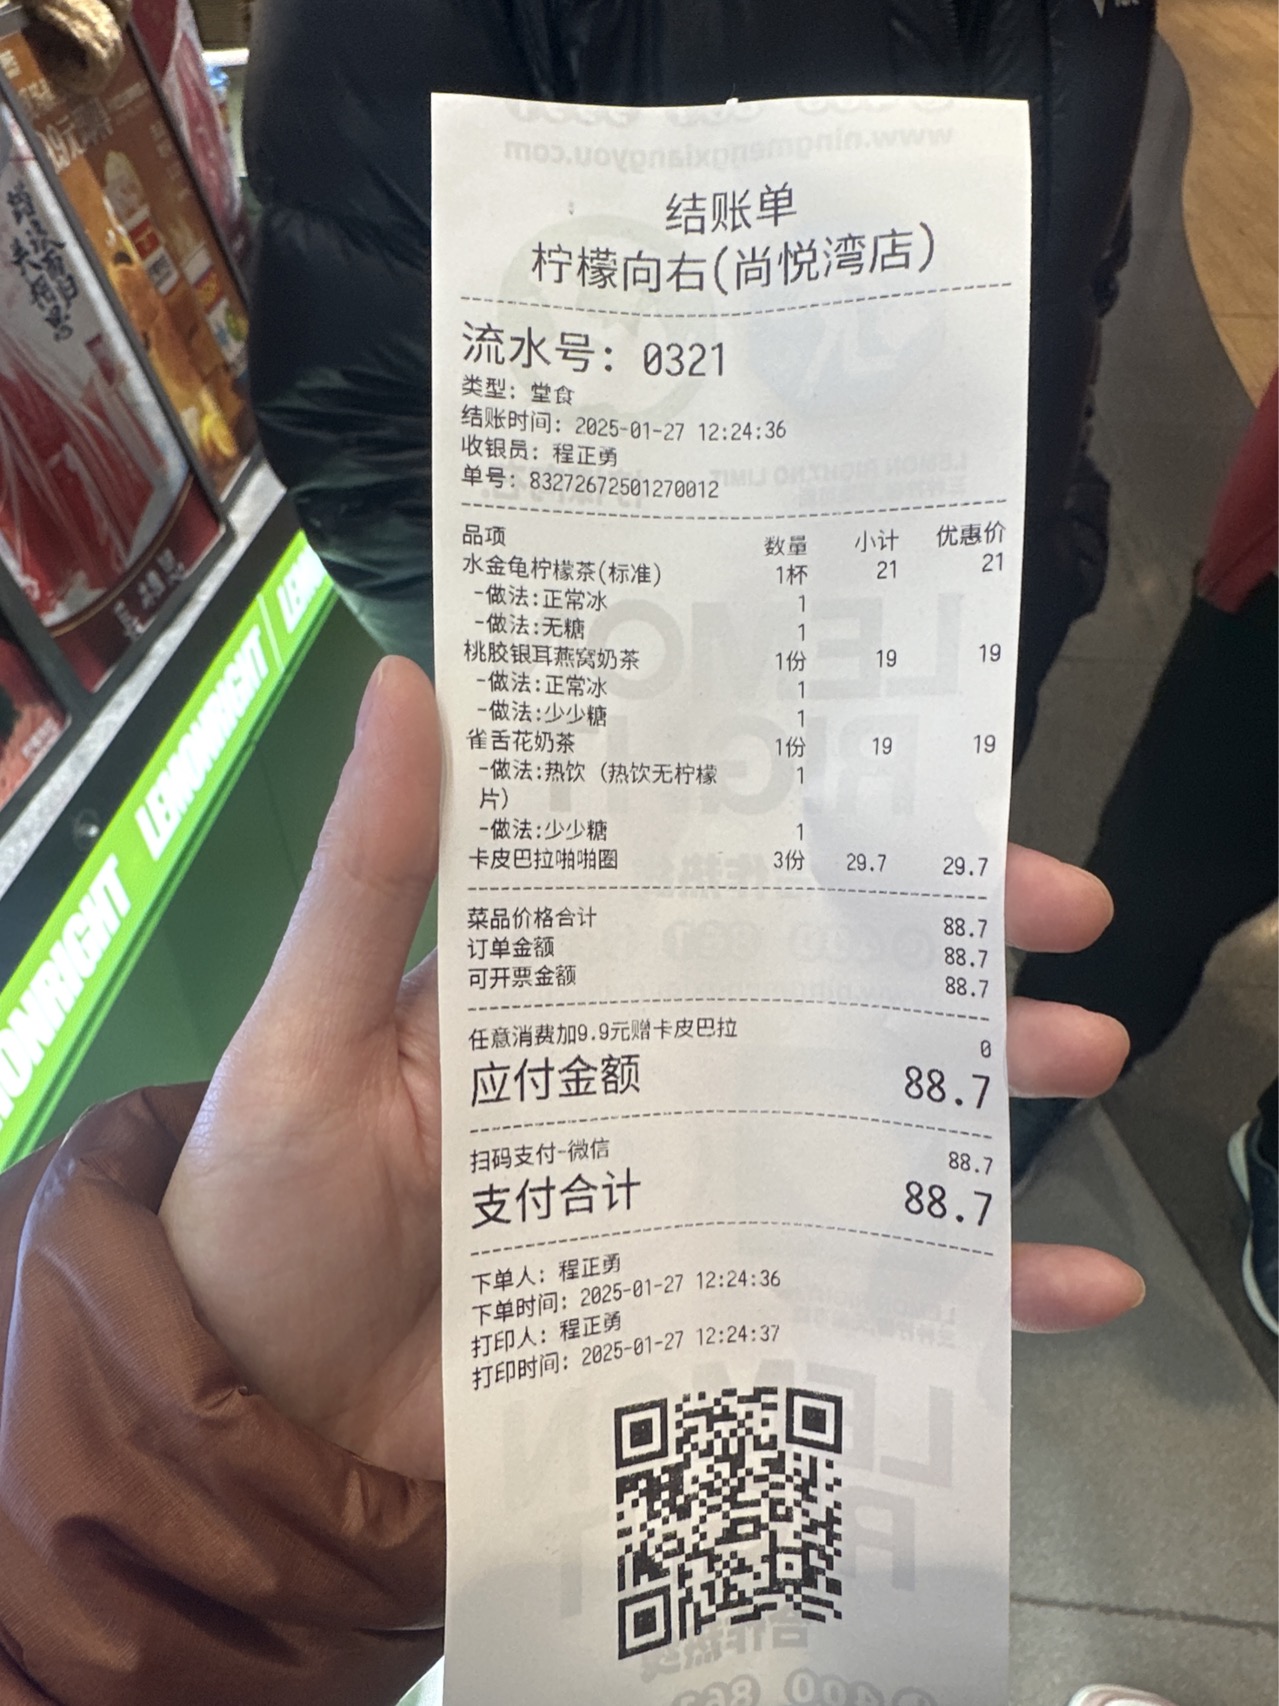 结账单
柠檬向右(尚悦湾店)
流水号: 0321
类型: 堂食
结账时间: 2025-01-27 12:24:36
收银员: 程正勇
单号: 83272672501270012
品项 数量 小计 优惠价
水金龟柠檬茶(标准) 1杯 21 21
-做法:正常冰 1
-做法:无糖 1
桃胶银耳燕窝奶茶 1份 19 19
-做法:正常冰 1
-做法:少少糖 1
雀舌花奶茶 1份 19 19
-做法:热饮（热饮无柠檬 1
片）
-做法:少少糖 1
卡皮巴拉啪啪圈 3份 29.7 29.7
菜品价格合计 88.7
订单金额 88.7
可开票金额 88.7
任意消费加9.9元赠卡皮巴拉 0
应付金额 88.7
扫码支付-微信 88.7
支付合计 88.7
下单人: 程正勇
下单时间: 2025-01-27 12:24:36
打印人: 程正勇
打印时间: 2025-01-27 12:24:37
LEMONRIGHT
LEMONRIGHT
www.ningmengxiangyou.com